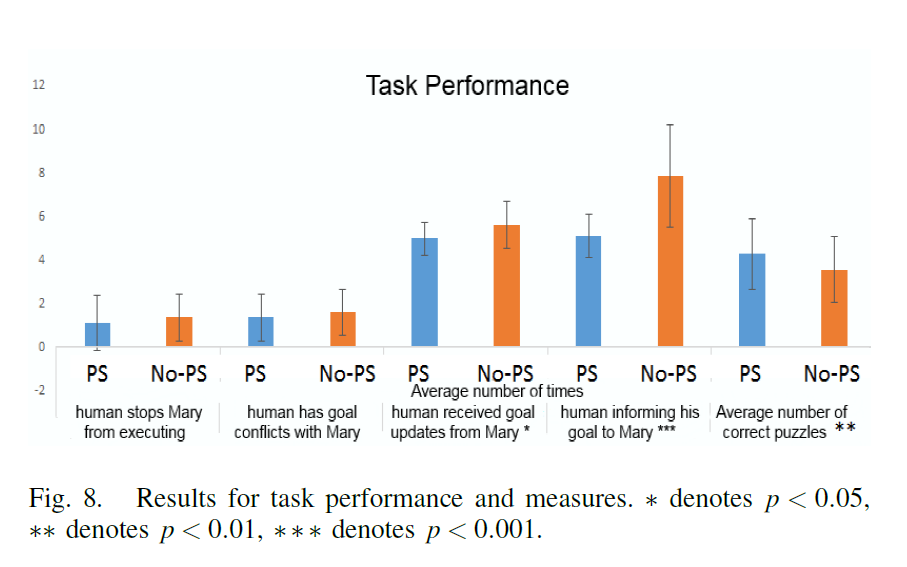 Task Performance
12
10
8
6
4
2
0
-2
PS No-PS PS No-PS PS No-PS PS No-PS PS No-PS
Average number of times
human stops Mary from executing
human has goal conflicts with Mary
human received goal updates from Mary *
human informing his goal to Mary ***
Average number of correct puzzles **
Fig. 8. Results for task performance and measures. ∗ denotes p < 0.05,
∗∗ denotes p < 0.01, ∗∗∗ denotes p < 0.001.